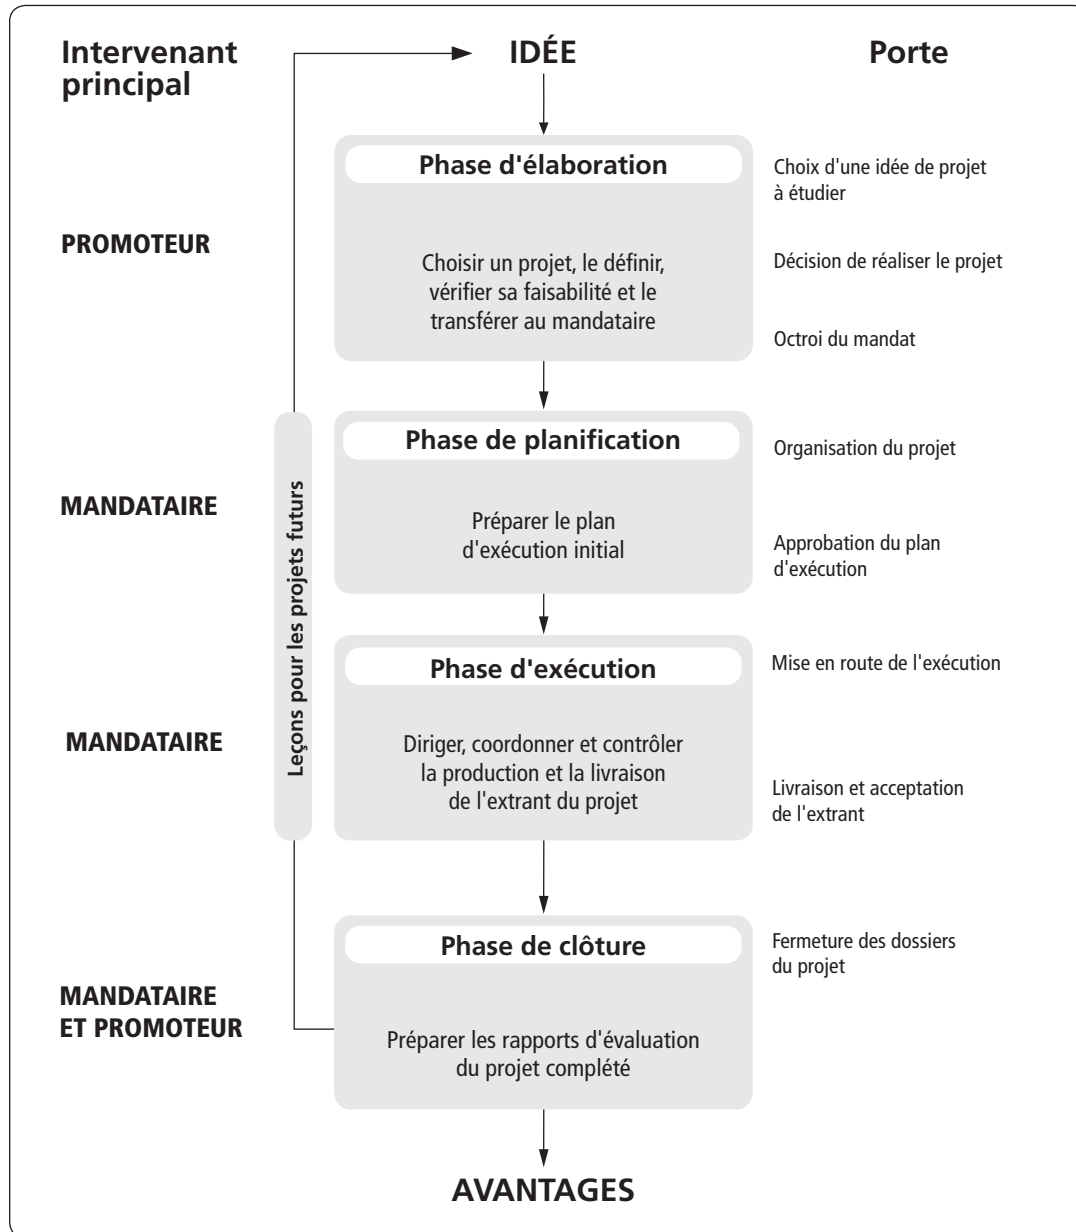 Intervenant
principal
IDÉE
Porte
Phase d'élaboration
Choix d'une idée de projet
à étudier
PROMOTEUR
Choisir un projet, le définir,
vérifier sa faisabilité et le
transférer au mandataire
Décision de réaliser le projet
Octroi du mandat
Phase de planification
Organisation du projet
MANDATAIRE
Préparer le plan
d'exécution initial
Approbation du plan
d'exécution
Leçons pour les projets futurs
Phase d'exécution
Mise en route de l'exécution
MANDATAIRE
Diriger, coordonner et contrôler
la production et la livraison
de l'extrant du projet
Livraison et acceptation
de l'extrant
Phase de clôture
Fermeture des dossiers
du projet
MANDATAIRE
ET PROMOTEUR
Préparer les rapports d'évaluation
du projet complété
AVANTAGES